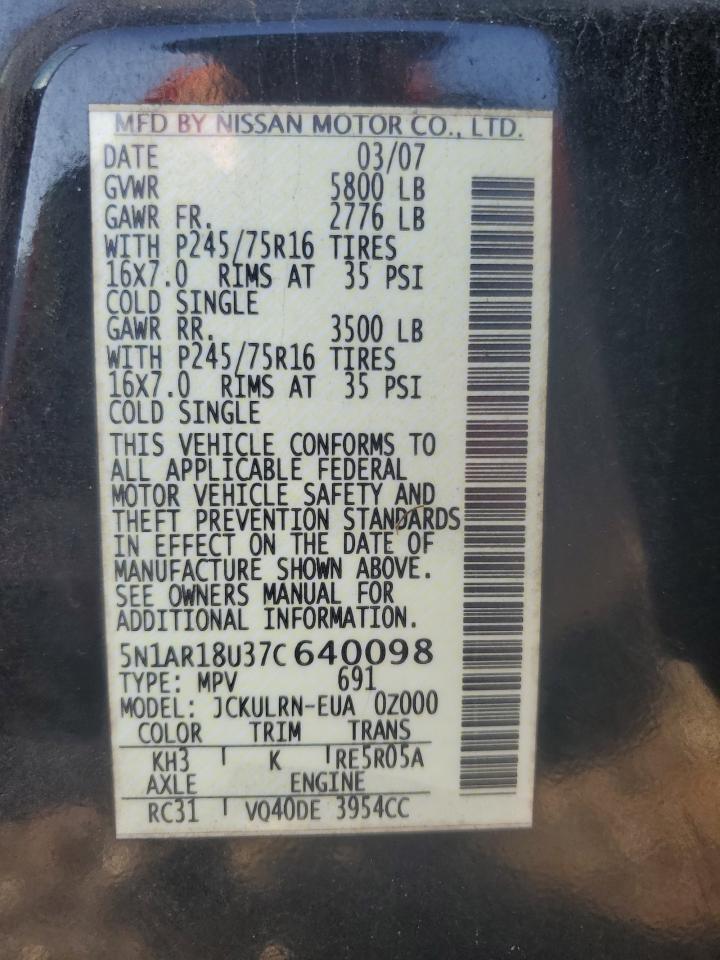 MFD BY NISSAN MOTOR CO., LTD.
DATE 03/07
GVWR 5800 LB
GAWR FR. 2776 LB
WITH P245/75R16 TIRES
16X7.0 RIMS AT 35 PSI
COLD SINGLE
GAWR RR. 3500 LB
WITH P245/75R16 TIRES
16X7.0 RIMS AT 35 PSI
COLD SINGLE
THIS VEHICLE CONFORMS TO
ALL APPLICABLE FEDERAL
MOTOR VEHICLE SAFETY AND
THEFT PREVENTION STANDARDS
IN EFFECT ON THE DATE OF
MANUFACTURE SHOWN ABOVE.
SEE OWNERS MANUAL FOR
ADDITIONAL INFORMATION.
5N1AR18U37C640098
TYPE: MPV 691
MODEL: JCKULRN-EUA 0Z000
COLOR TRIM TRANS
KH3 K RE5R05A
AXLE ENGINE
RC31 VQ40DE 3954CC